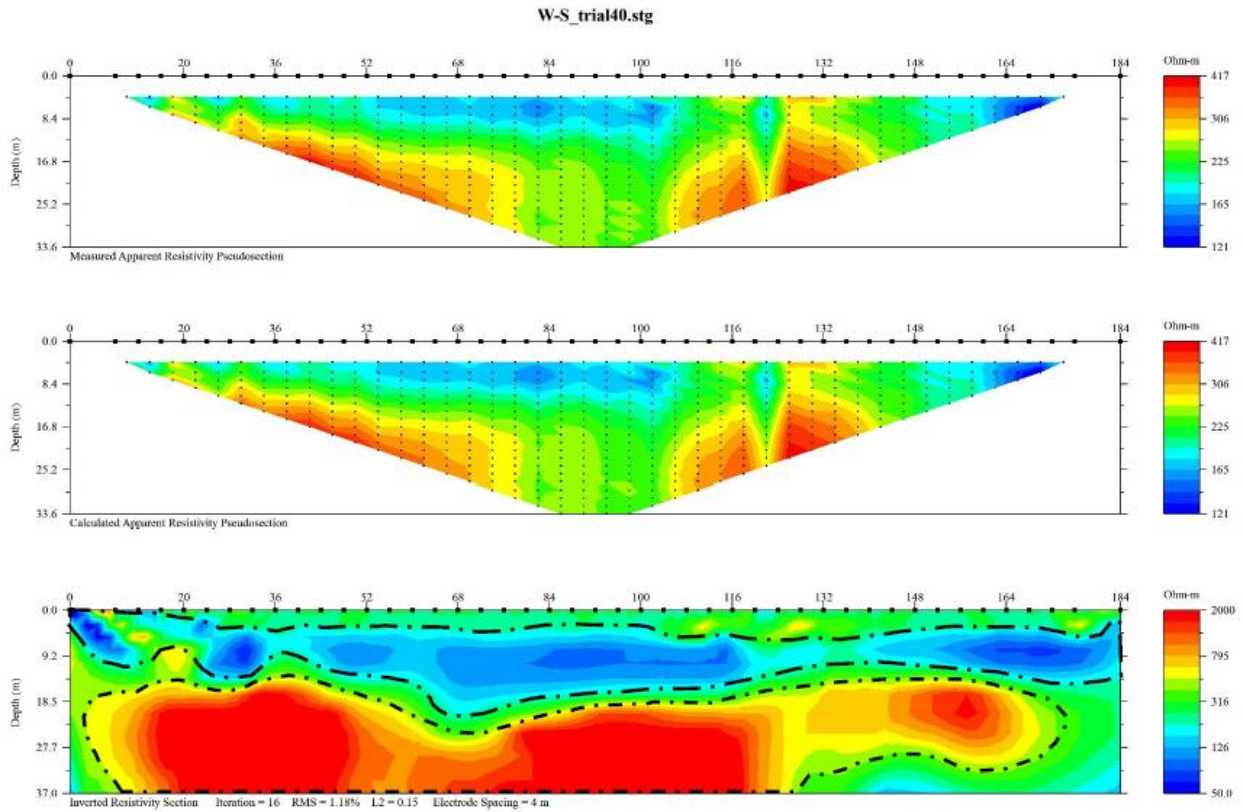 W-S_trial40.stg
Ohm-m
0 20 36 52 68 84 100 116 132 148 164 184
0.0 8.4 16.8 25.2 33.6
Depth (m)
417 306 225 165 121
Measured Apparent Resistivity Pseudosection
Ohm-m
0 20 36 52 68 84 100 116 132 148 164 184
0.0 8.4 16.8 25.2 33.6
Depth (m)
417 306 225 165 121
Calculated Apparent Resistivity Pseudosection
Ohm-m
0 20 36 52 68 84 100 116 132 148 164 184
0.0 9.2 18.5 27.7 37.0
Depth (m)
2000 795 316 126 50.0
Inverted Resistivity Section Iteration = 16 RMS = 1.18% L2 = 0.15 Electrode Spacing = 4 m